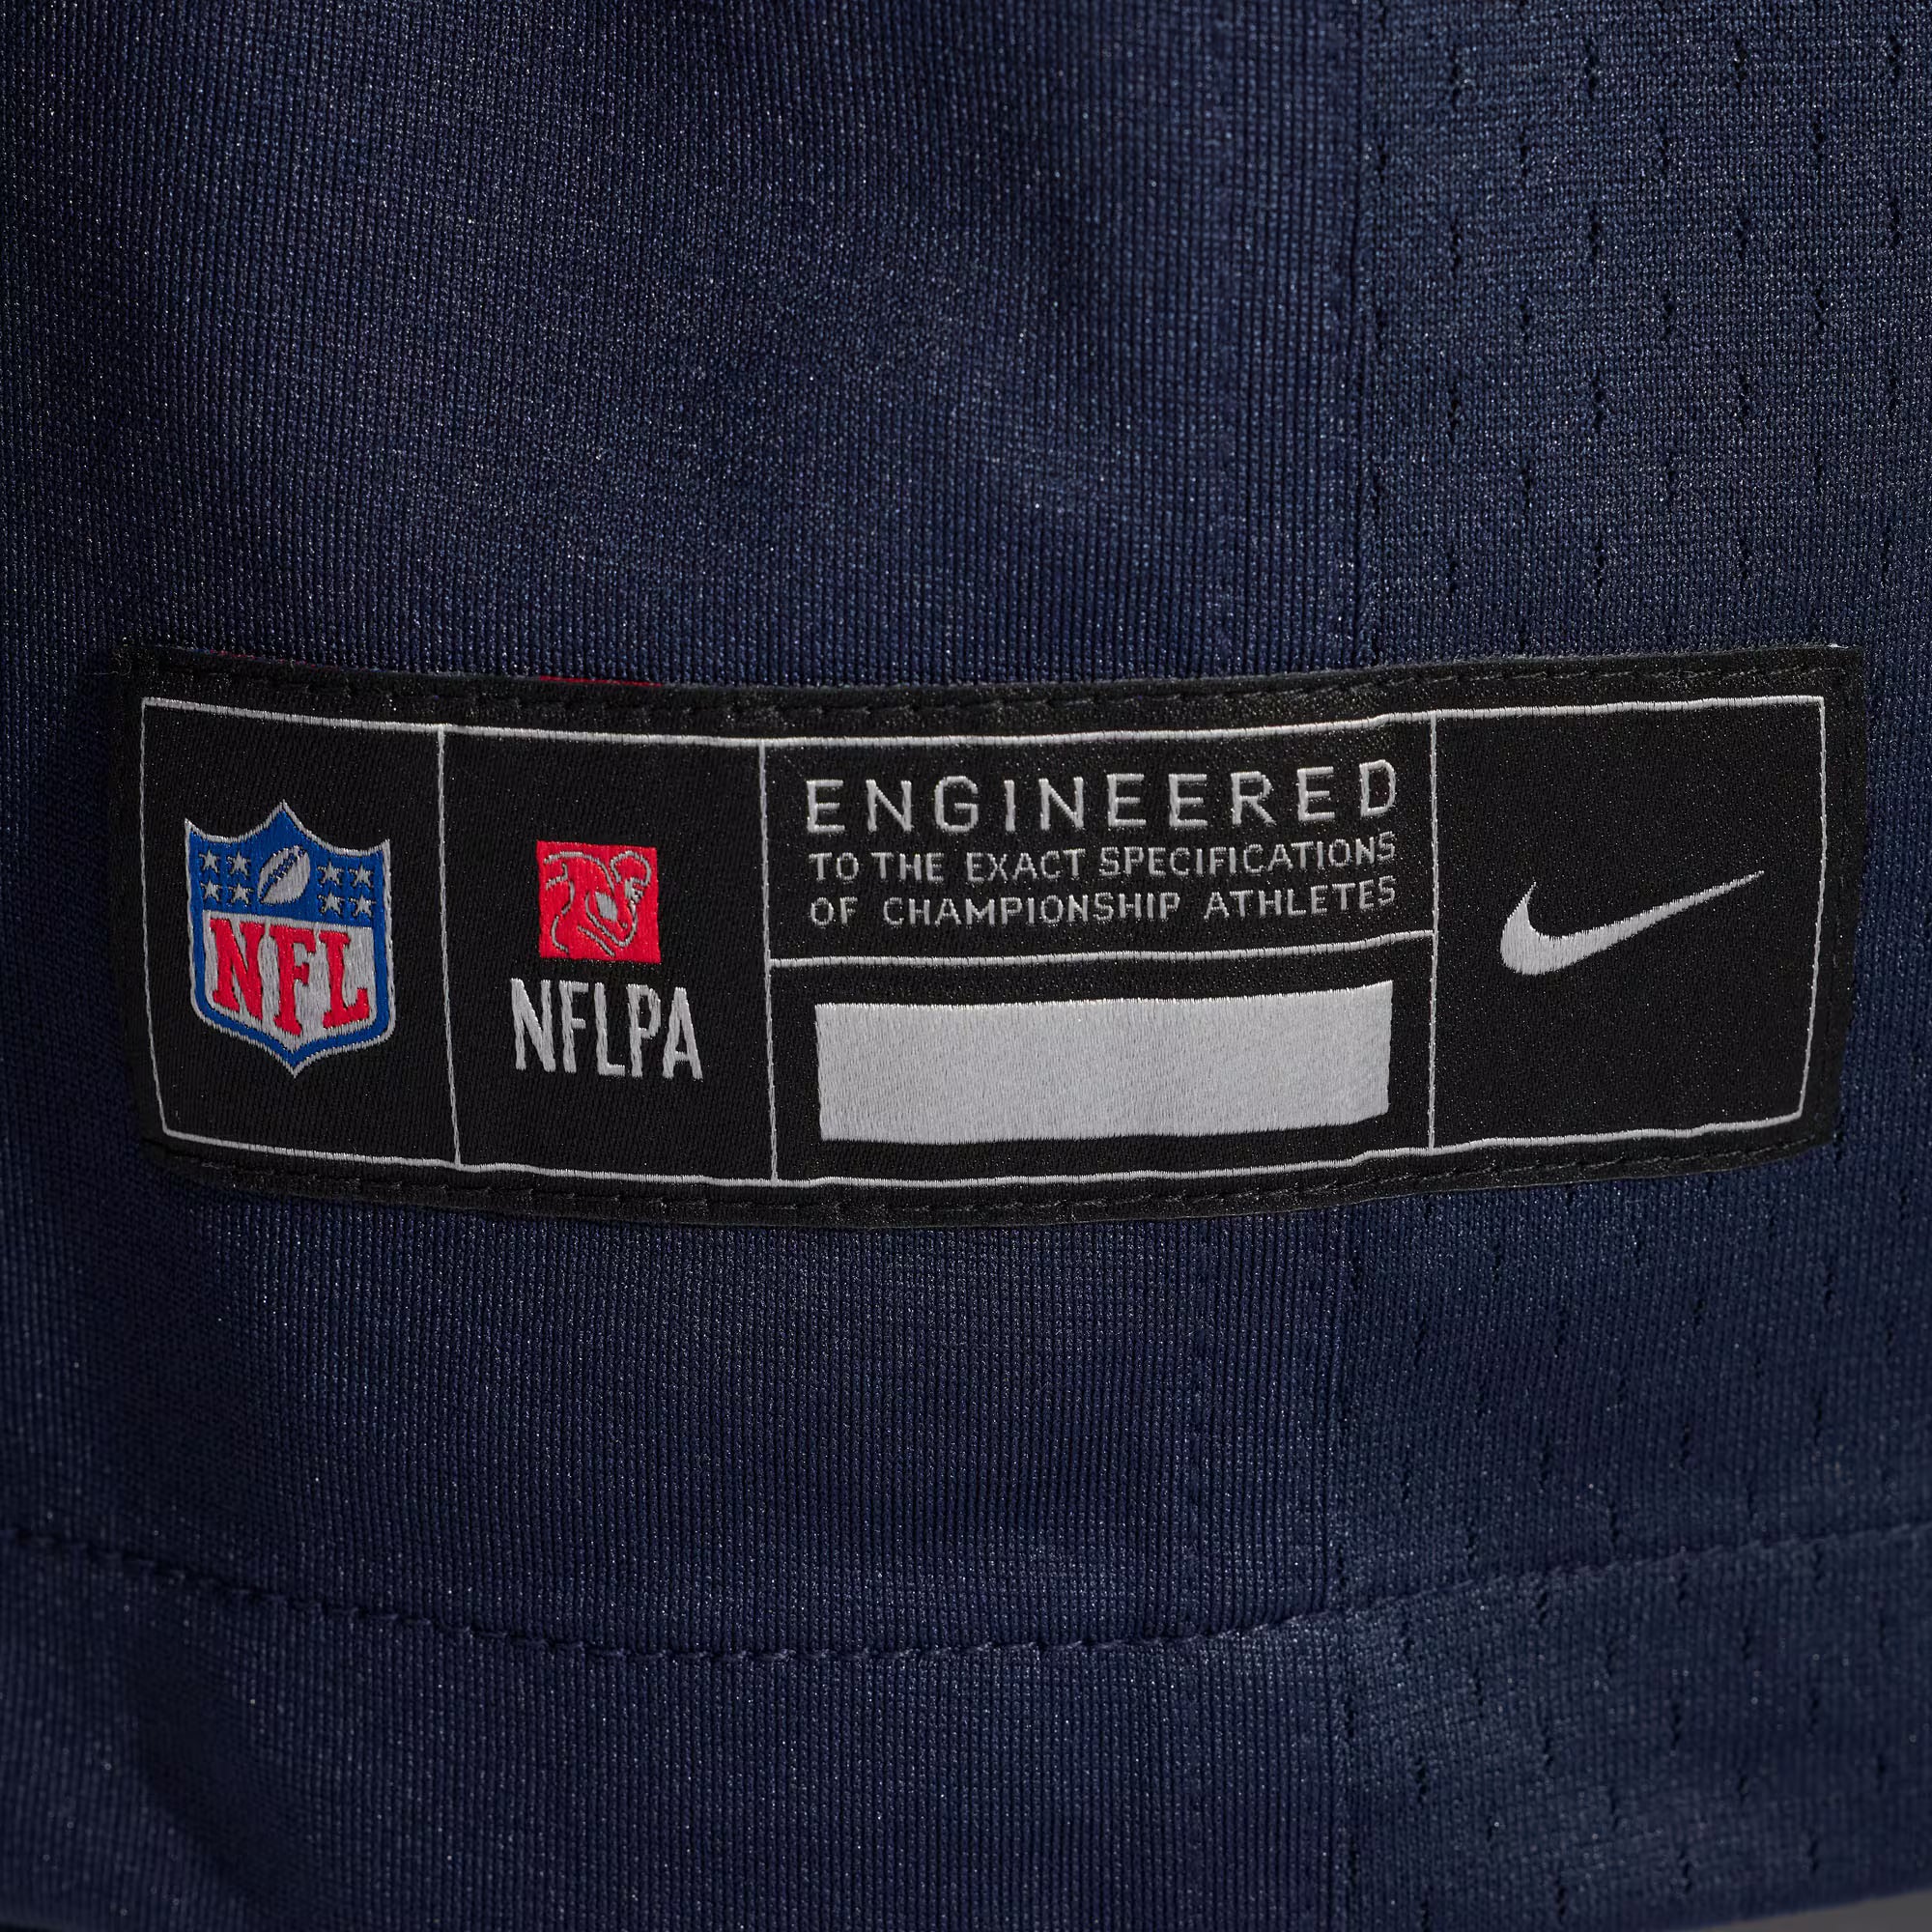 NFL
NFLPA
ENGINEERED
TO THE EXACT SPECIFICATIONS
OF CHAMPIONSHIP ATHLETES